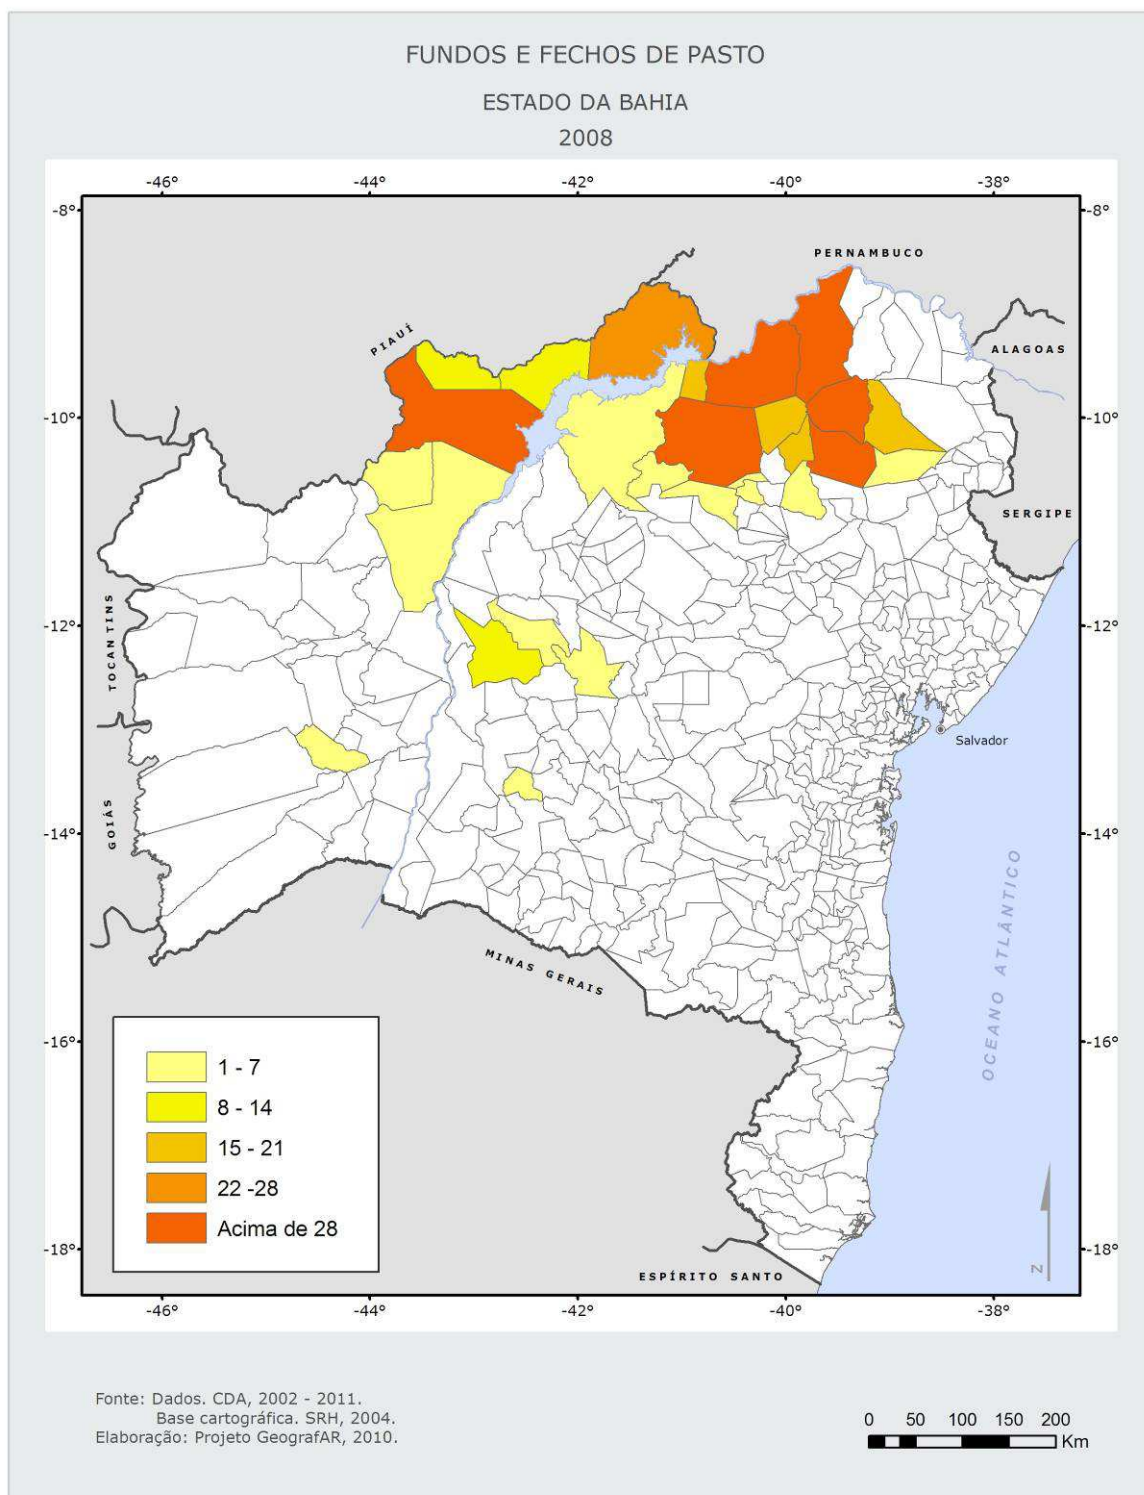 FUNDOS E FECHOS DE PASTO
ESTADO DA BAHIA
2008
-46° -44° -42° -40° -38°
-8° -8°
PERNAMBUCO
PIAUÍ
ALAGOAS
-10° -10°
SERGIPE
TOCANTINS
-12° -12°
Salvador
GOIÁS
-14° -14°
OCEANO ATLÂNTICO
MINAS GERAIS
-16° -16°
1 - 7
8 - 14
15 - 21
22 -28
Acima de 28
-18° -18°
ESPÍRITO SANTO
N
-46° -44° -42° -40° -38°
Fonte: Dados. CDA, 2002 - 2011.
Base cartográfica. SRH, 2004.
Elaboração: Projeto GeografAR, 2010.
0 50 100 150 200
Km